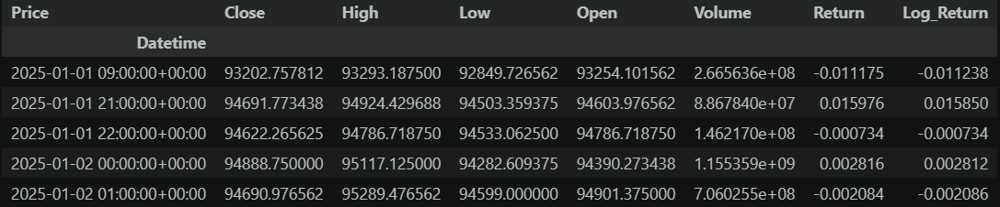 Price Close High Low Open Volume Return Log_Return
Datetime
2025-01-01 09:00:00+00:00 93202.757812 93293.187500 92849.726562 93254.101562 2.665636e+08 -0.011175 -0.011238
2025-01-01 21:00:00+00:00 94691.773438 94924.429688 94503.359375 94603.976562 8.867840e+07 0.015976 0.015850
2025-01-01 22:00:00+00:00 94622.265625 94786.718750 94533.062500 94786.718750 1.462170e+08 -0.000734 -0.000734
2025-01-02 00:00:00+00:00 94888.750000 95117.125000 94282.609375 94390.273438 1.155359e+09 0.002816 0.002812
2025-01-02 01:00:00+00:00 94690.976562 95289.476562 94599.000000 94901.375000 7.060255e+08 -0.002084 -0.002086